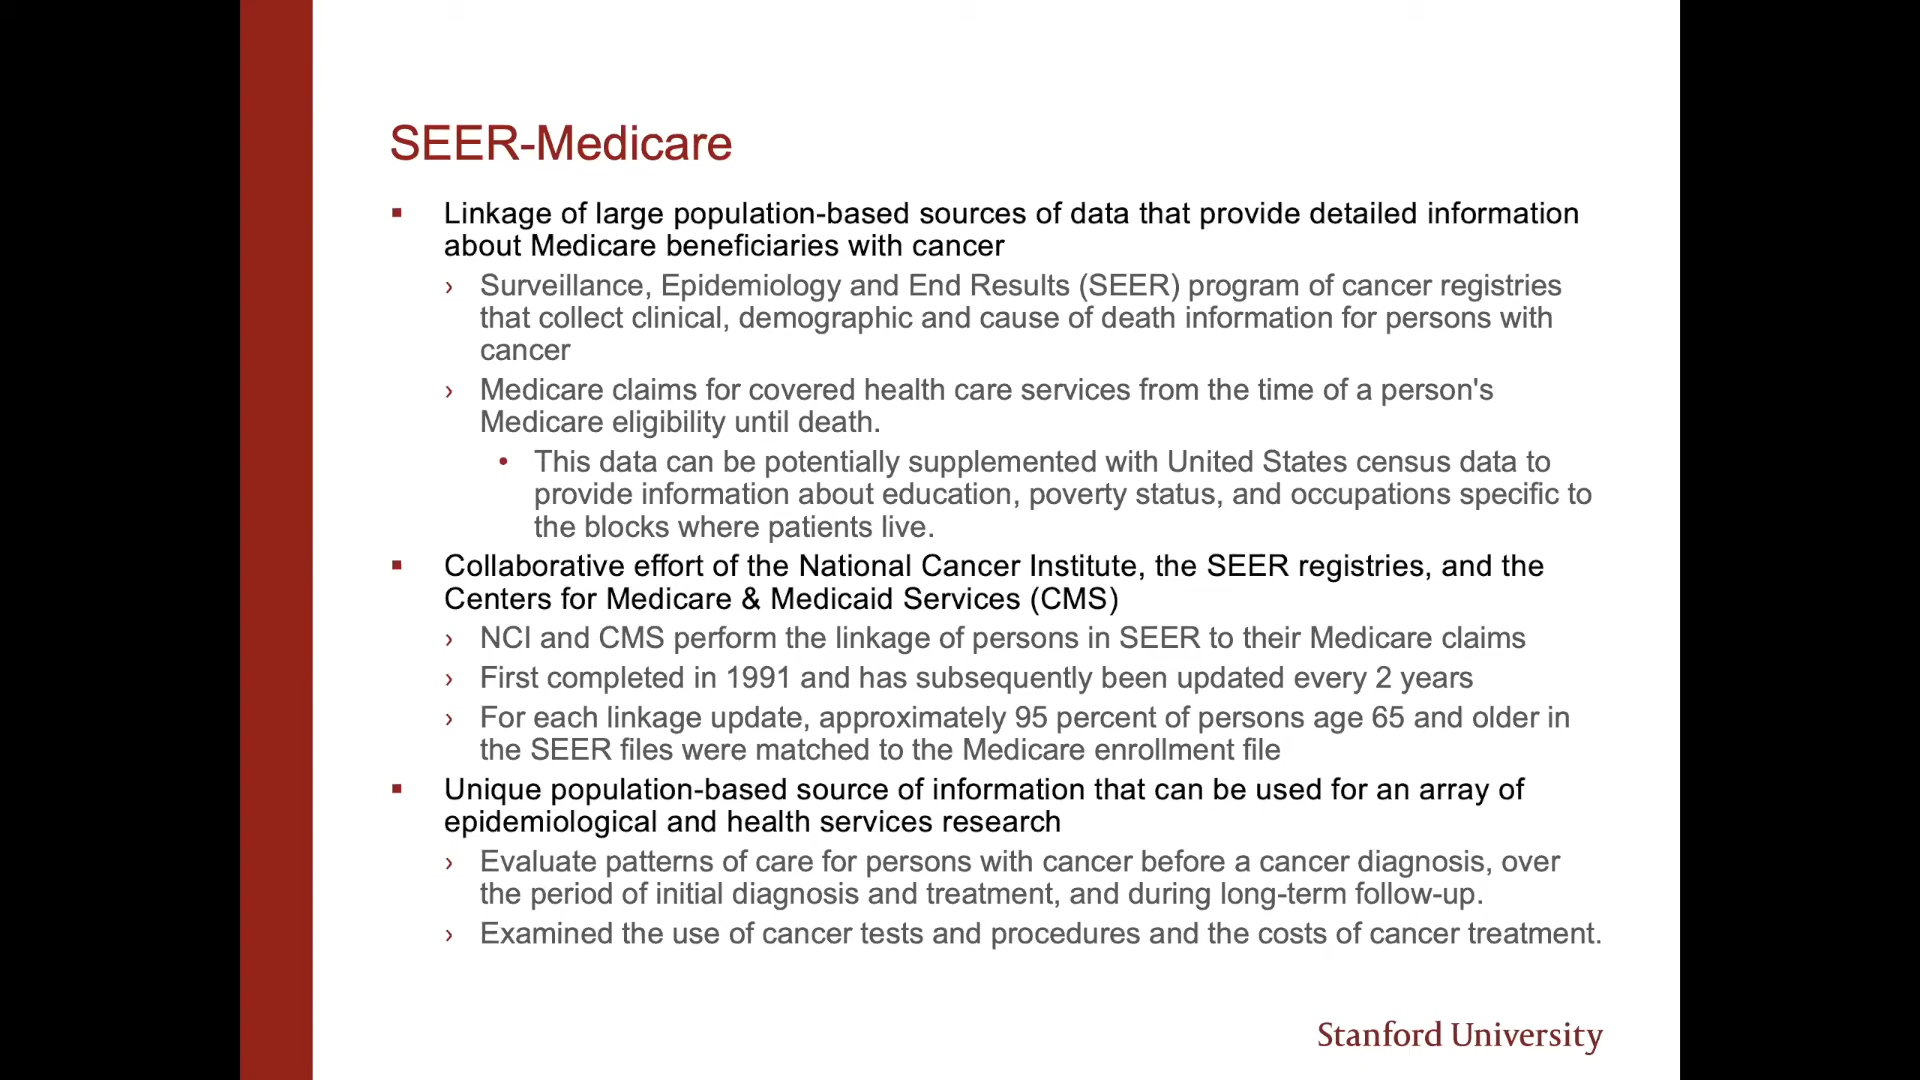 SEER-Medicare
▪ Linkage of large population-based sources of data that provide detailed information
about Medicare beneficiaries with cancer
› Surveillance, Epidemiology and End Results (SEER) program of cancer registries
that collect clinical, demographic and cause of death information for persons with
cancer
› Medicare claims for covered health care services from the time of a person's
Medicare eligibility until death.
• This data can be potentially supplemented with United States census data to
provide information about education, poverty status, and occupations specific to
the blocks where patients live.
▪ Collaborative effort of the National Cancer Institute, the SEER registries, and the
Centers for Medicare & Medicaid Services (CMS)
› NCI and CMS perform the linkage of persons in SEER to their Medicare claims
› First completed in 1991 and has subsequently been updated every 2 years
› For each linkage update, approximately 95 percent of persons age 65 and older in
the SEER files were matched to the Medicare enrollment file
▪ Unique population-based source of information that can be used for an array of
epidemiological and health services research
› Evaluate patterns of care for persons with cancer before a cancer diagnosis, over
the period of initial diagnosis and treatment, and during long-term follow-up.
› Examined the use of cancer tests and procedures and the costs of cancer treatment.
Stanford University